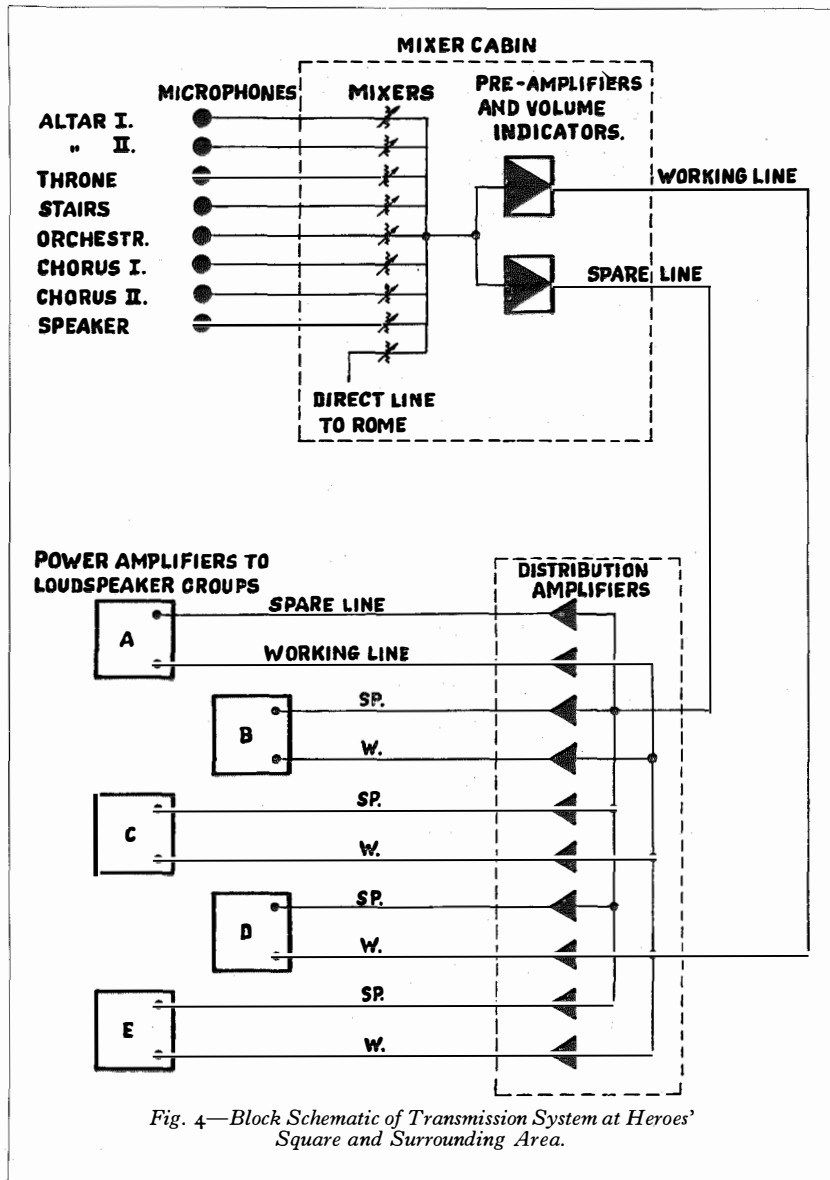 MIXER CABIN
MICROPHONES
MIXERS
PRE-AMPLIFIERS
AND VOLUME
INDICATORS.
ALTAR I.
" II.
THRONE
STAIRS
ORCHESTR.
CHORUS I.
CHORUS II.
SPEAKER
WORKING LINE
SPARE LINE
DIRECT LINE
TO ROME
POWER AMPLIFIERS TO
LOUDSPEAKER GROUPS
DISTRIBUTION
AMPLIFIERS
A
SPARE LINE
WORKING LINE
B
SP.
W.
C
SP.
W.
D
SP.
W.
E
SP.
W.
Fig. 4—Block Schematic of Transmission System at Heroes'
Square and Surrounding Area.